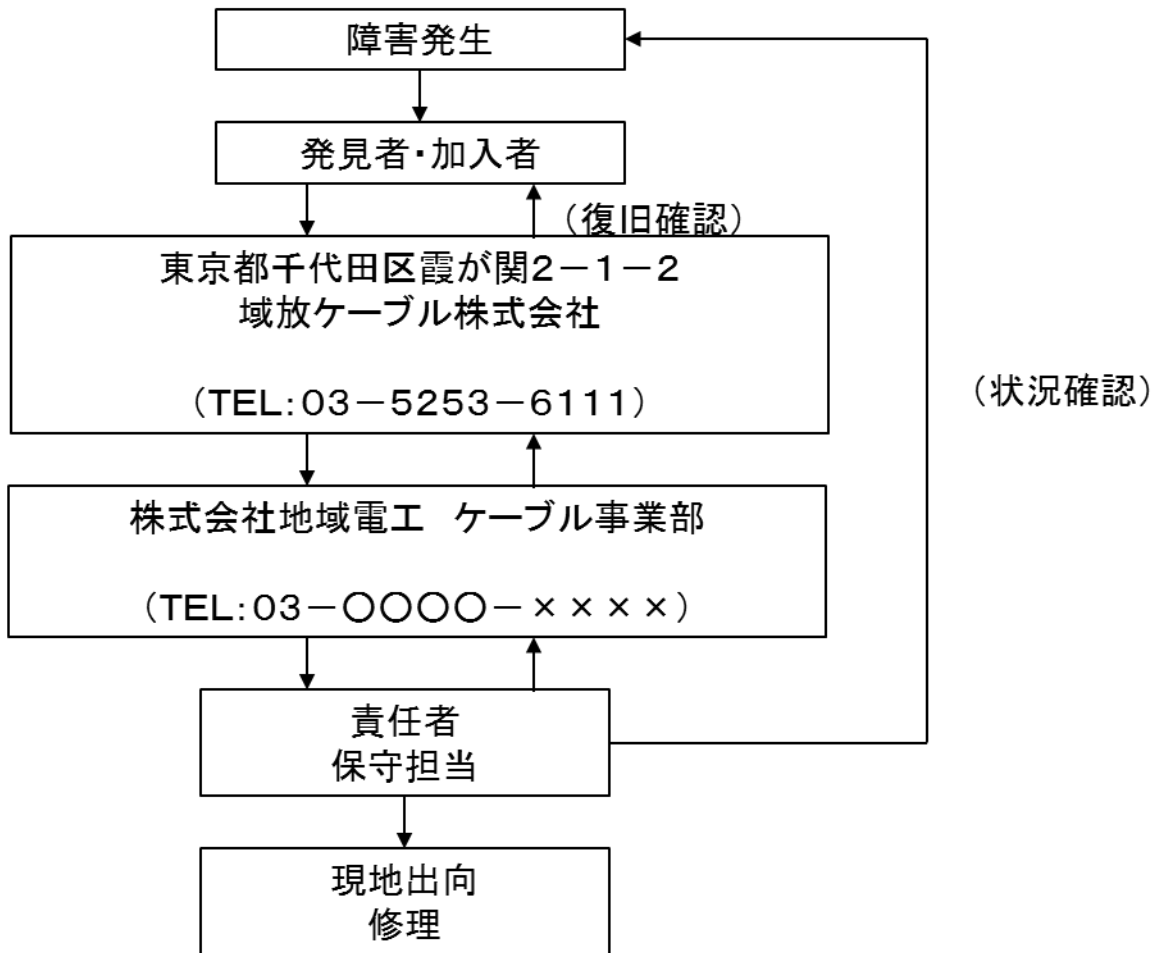 障害発生
発見者・加入者
（復旧確認）
東京都千代田区霞が関２－１－２
域放ケーブル株式会社
（TEL：０３－５２５３－６１１１）
（状況確認）
株式会社地域電工　ケーブル事業部
（TEL：０３－〇〇〇〇－××××）
責任者
保守担当
現地出向
修理